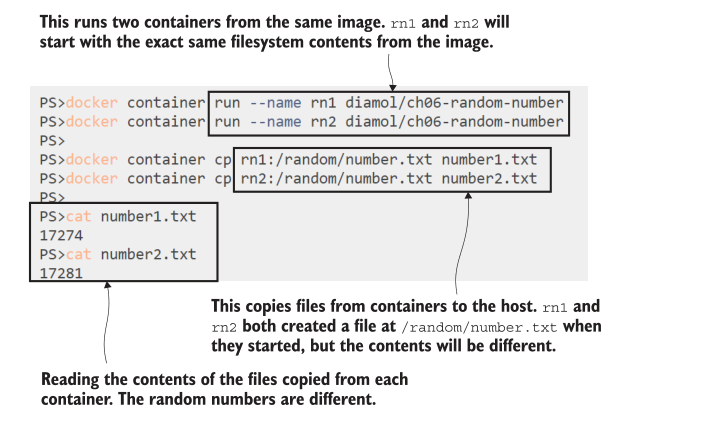 This runs two containers from the same image. rn1 and rn2 will
start with the exact same filesystem contents from the image.
PS>docker container run --name rn1 diamol/ch06-random-number
PS>docker container run --name rn2 diamol/ch06-random-number
PS>
PS>docker container cp rn1:/random/number.txt number1.txt
PS>docker container cp rn2:/random/number.txt number2.txt
PS>
PS>cat number1.txt
17274
PS>cat number2.txt
17281
This copies files from containers to the host. rn1 and
rn2 both created a file at /random/number.txt when
they started, but the contents will be different.
Reading the contents of the files copied from each
container. The random numbers are different.